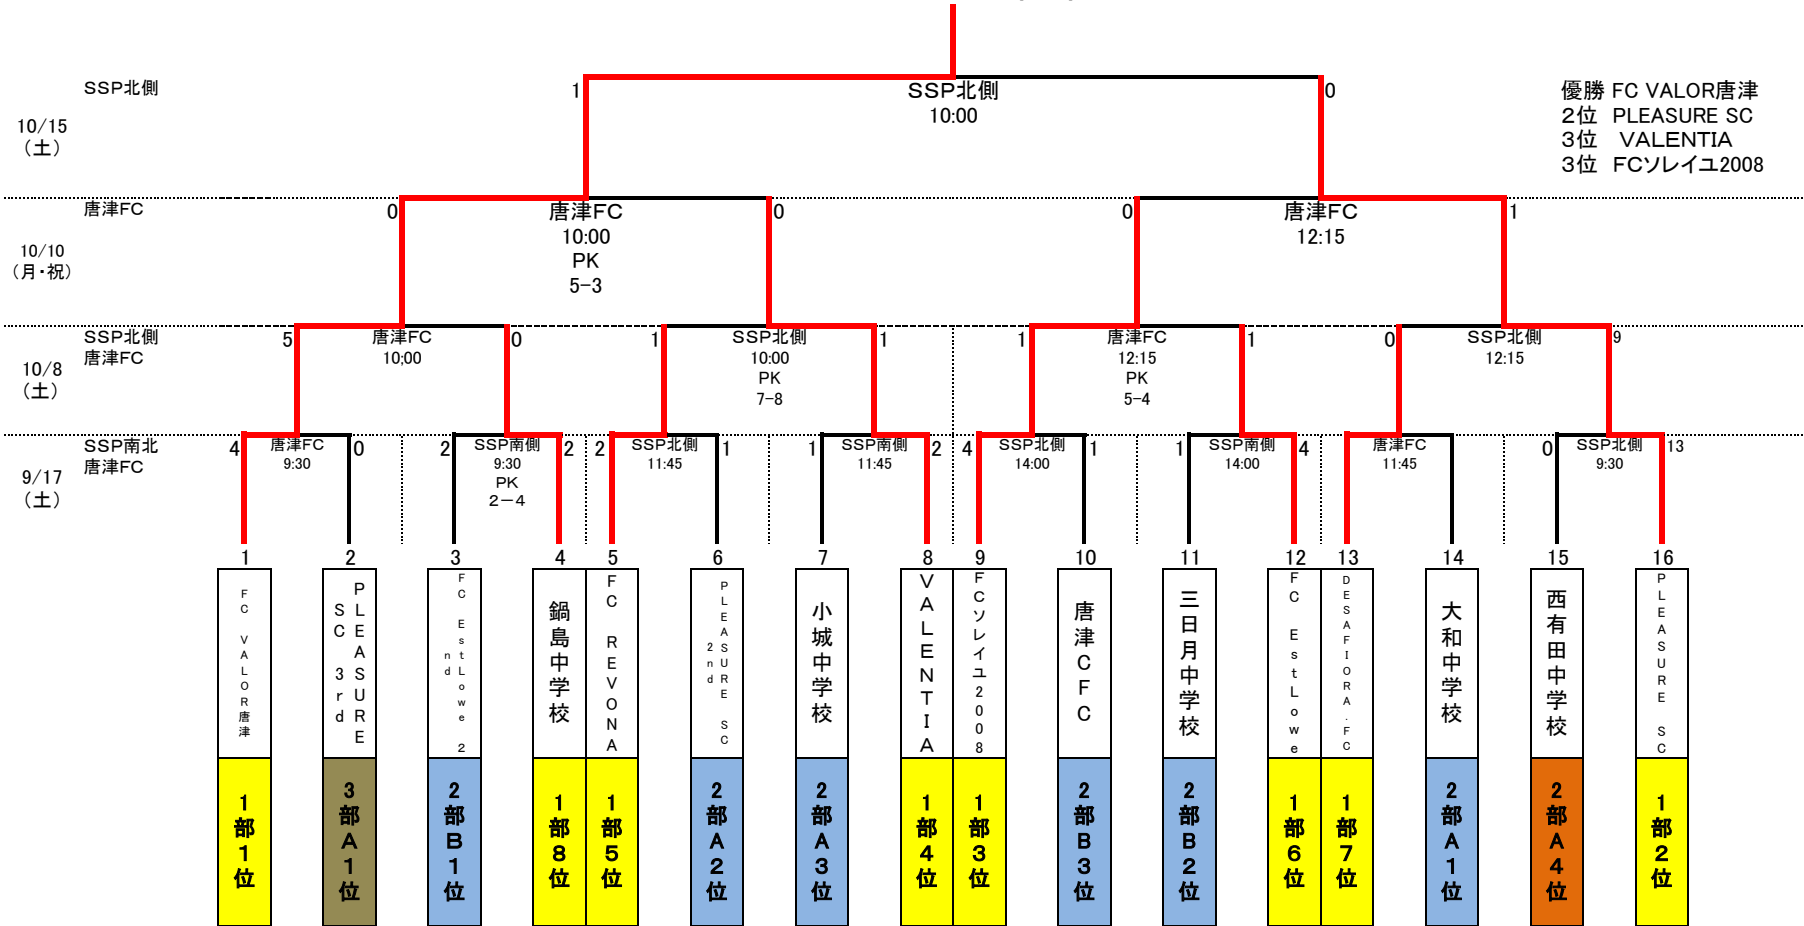 SSP北側
1
SSP北側
10:00
0
優勝 FC VALOR唐津
2位 PLEASURE SC
3位 VALENTIA
3位 FCソレイユ2008
10/15
(土)
唐津FC
0
唐津FC
10:00
PK
5-3
0
0
唐津FC
12:15
1
10/10
(月・祝)
SSP北側
唐津FC
5
唐津FC
10;00
0
1
SSP北側
10:00
PK
7-8
1
1
唐津FC
12:15
PK
5-4
1
0
SSP北側
12:15
9
10/8
(土)
SSP南北
唐津FC
4
唐津FC
9:30
0
2
SSP南側
9:30
PK
2-4
2
2
SSP北側
11:45
1
1
SSP南側
11:45
2
4
SSP北側
14:00
1
1
SSP南側
14:00
4
唐津FC
11:45
0
SSP北側
9:30
13
9/17
(土)
1
2
3
4
5
6
7
8
9
10
11
12
13
14
15
16
FC VALOR唐津
PLEASURE
SC 3rd
FC EstLowe 2
nd
鍋島中学校
FC REVONA
PLEASURE SC
2nd
小城中学校
VALENTIA
FCソレイユ2008
唐津CFC
三日月中学校
FC EstLowe
DESAFIORA.FC
大和中学校
西有田中学校
PLEASURE SC
1部1位
3部A1位
2部B1位
1部8位
1部5位
2部A2位
2部A3位
1部4位
1部3位
2部B3位
2部B2位
1部6位
1部7位
2部A1位
2部A4位
1部2位